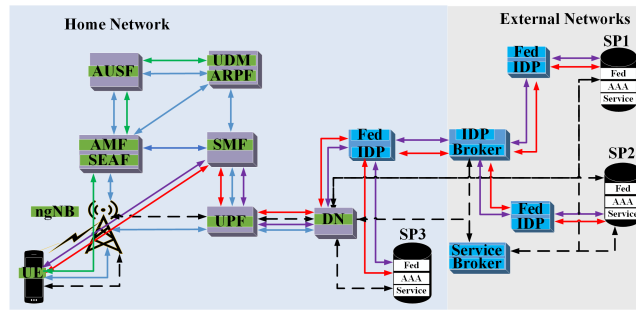 Home Network
External Networks
SP1
Fed
IDP
Fed
AAA
Service
AUSF
UDM
ARPF
AMF
SEAF
SMF
Fed
IDP
IDP
Broker
SP2
Fed
AAA
Service
ngNB
UPF
DN
Fed
IDP
SP3
Fed
AAA
Service
Service
Broker
UE